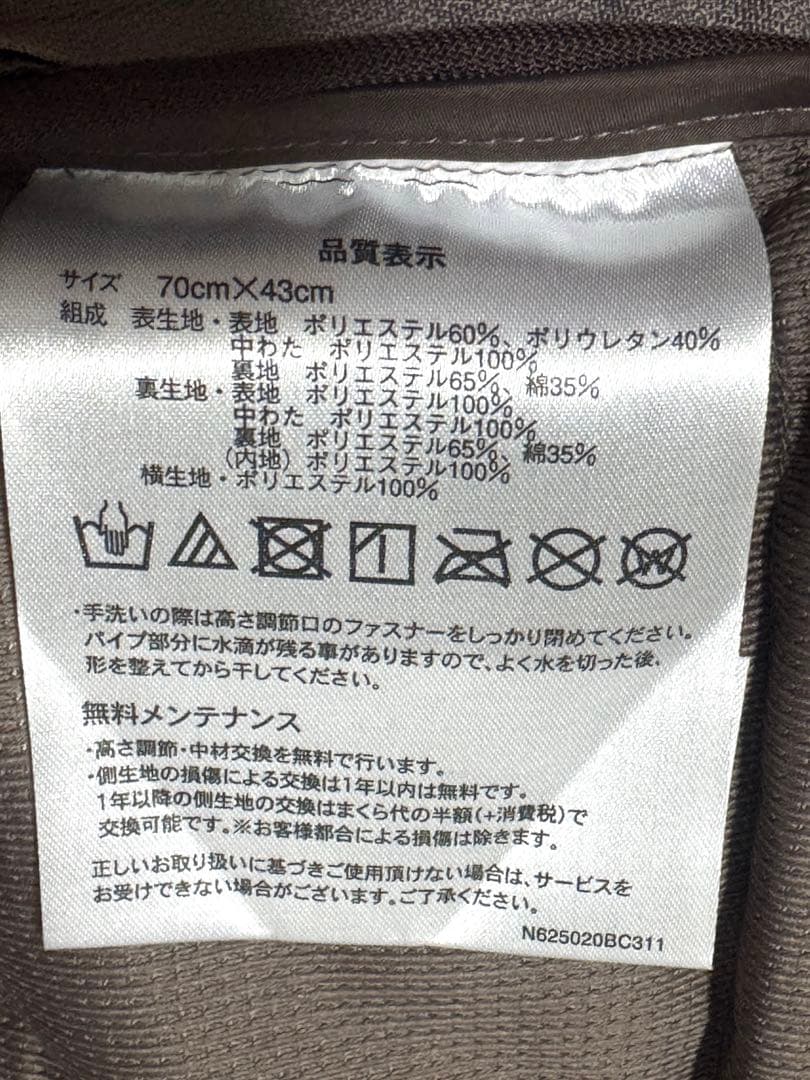 品質表示
サイズ 70cm×43cm
組成 表生地・表地 ポリエステル60%、ポリウレタン40%
中わた ポリエステル100%
裏地 ポリエステル65%、綿35%
裏生地・表地 ポリエステル100%
中わた ポリエステル100%
裏地 ポリエステル65%、綿35%
(内地) ポリエステル100%
横生地・ポリエステル100%
W
・手洗いの際は高さ調節口のファスナーをしっかり閉めてください。
パイプ部分に水滴が残る事がありますので、よく水を切った後、
形を整えてから干してください。
無料メンテナンス
・高さ調節・中材交換を無料で行います。
・側生地の損傷による交換は1年以内は無料です。
1年以降の側生地の交換はまくら代の半額(+消費税)で
交換可能です。※お客様都合による損傷は除きます。
正しいお取り扱いに基づきご使用頂けない場合は、サービスを
お受けできない場合がございます。ご了承ください。
N625020BC311